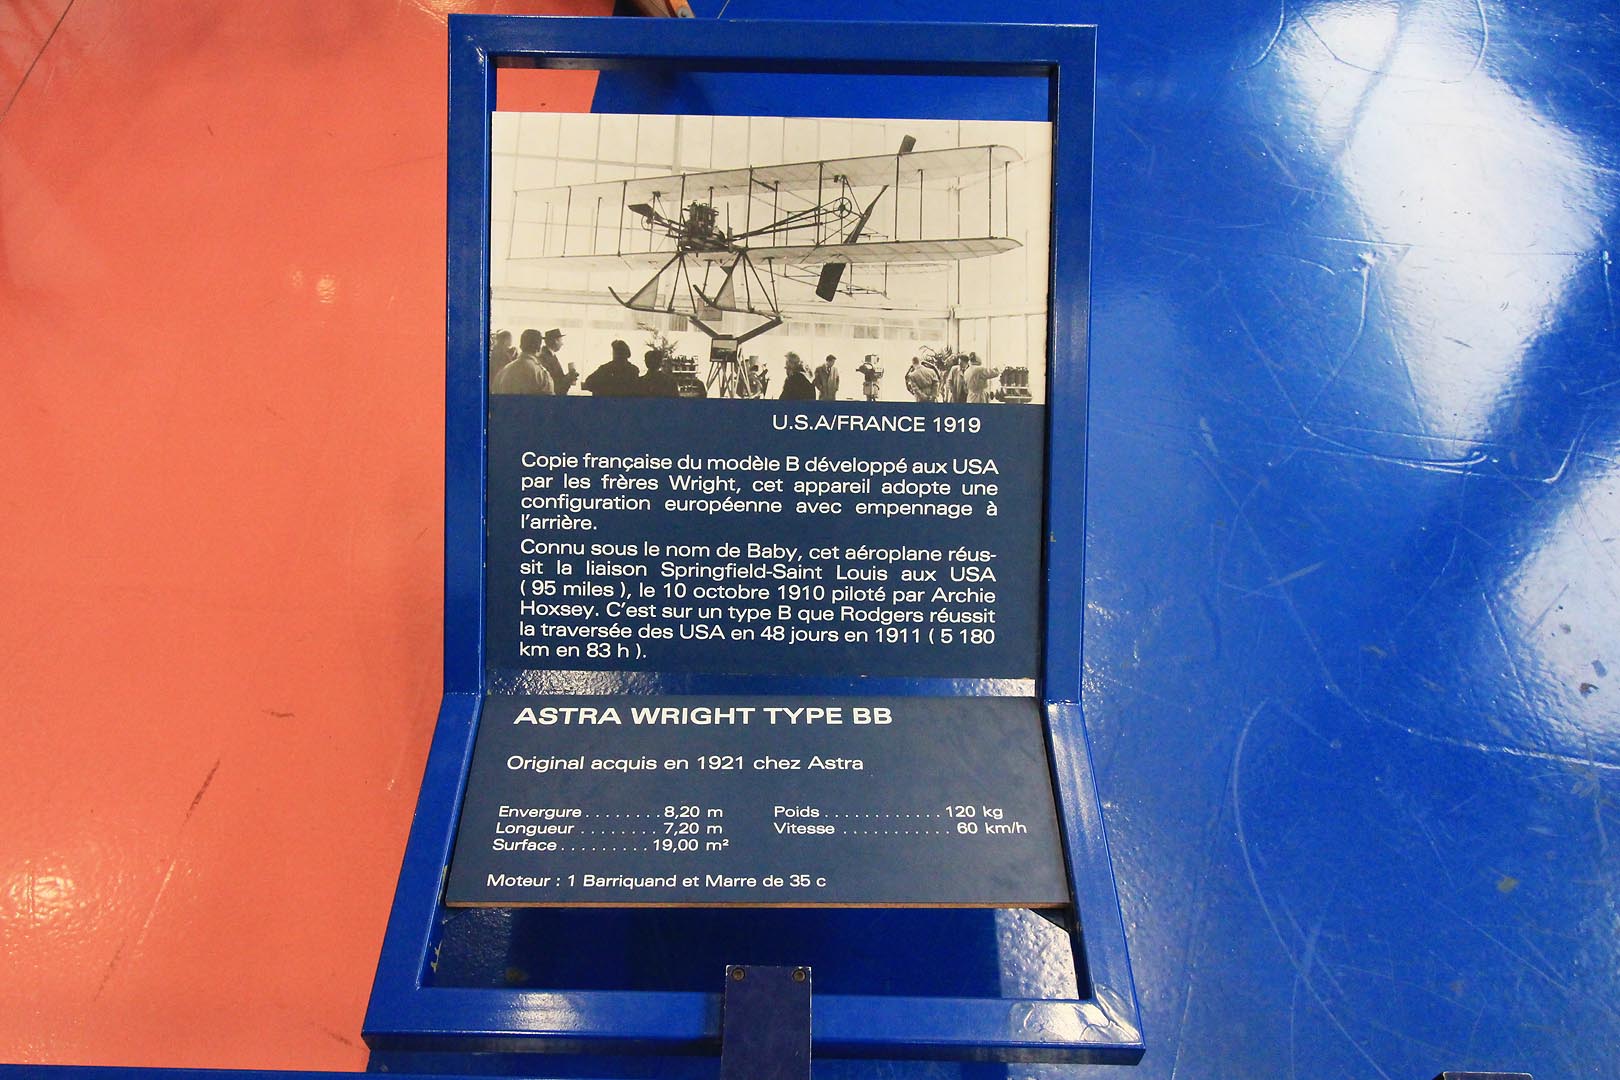 U.S.A/FRANCE 1919
Copie française du modèle B développé aux USA
par les frères Wright, cet appareil adopte une
configuration européenne avec empennage à
l'arrière.
Connu sous le nom de Baby, cet aéroplane réus-
sit la liaison Springfield-Saint Louis aux USA
( 95 miles ), le 10 octobre 1910 piloté par Archie
Hoxsey. C'est sur un type B que Rodgers réussit
la traversée des USA en 48 jours en 1911 ( 5 180
km en 83 h ).
ASTRA WRIGHT TYPE BB
Original acquis en 1921 chez Astra
Envergure . . . . . . . . 8,20 m Poids . . . . . . . . . . . . 120 kg
Longueur . . . . . . . . 7,20 m Vitesse . . . . . . . . . . . 60 km/h
Surface . . . . . . . . . 19,00 m²
Moteur : 1 Barriquand et Marre de 35 c